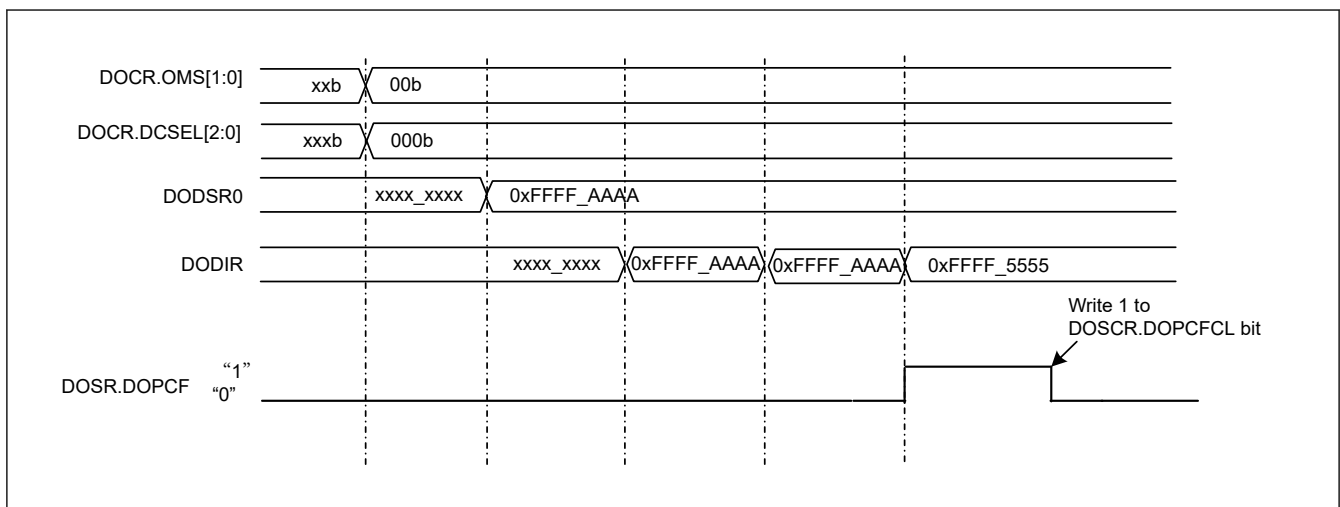 DOCR.OMS[1:0] xxb 00b
DOCR.DCSEL[2:0] xxxb 000b
DODSR0 xxxx_xxxx 0xFFFF_AAAA
DODIR xxxx_xxxx 0xFFFF_AAAA 0xFFFF_AAAA 0xFFFF_5555
Write 1 to
DOSCR.DOPCFCL bit
“1”
DOSR.DOPCF “0”